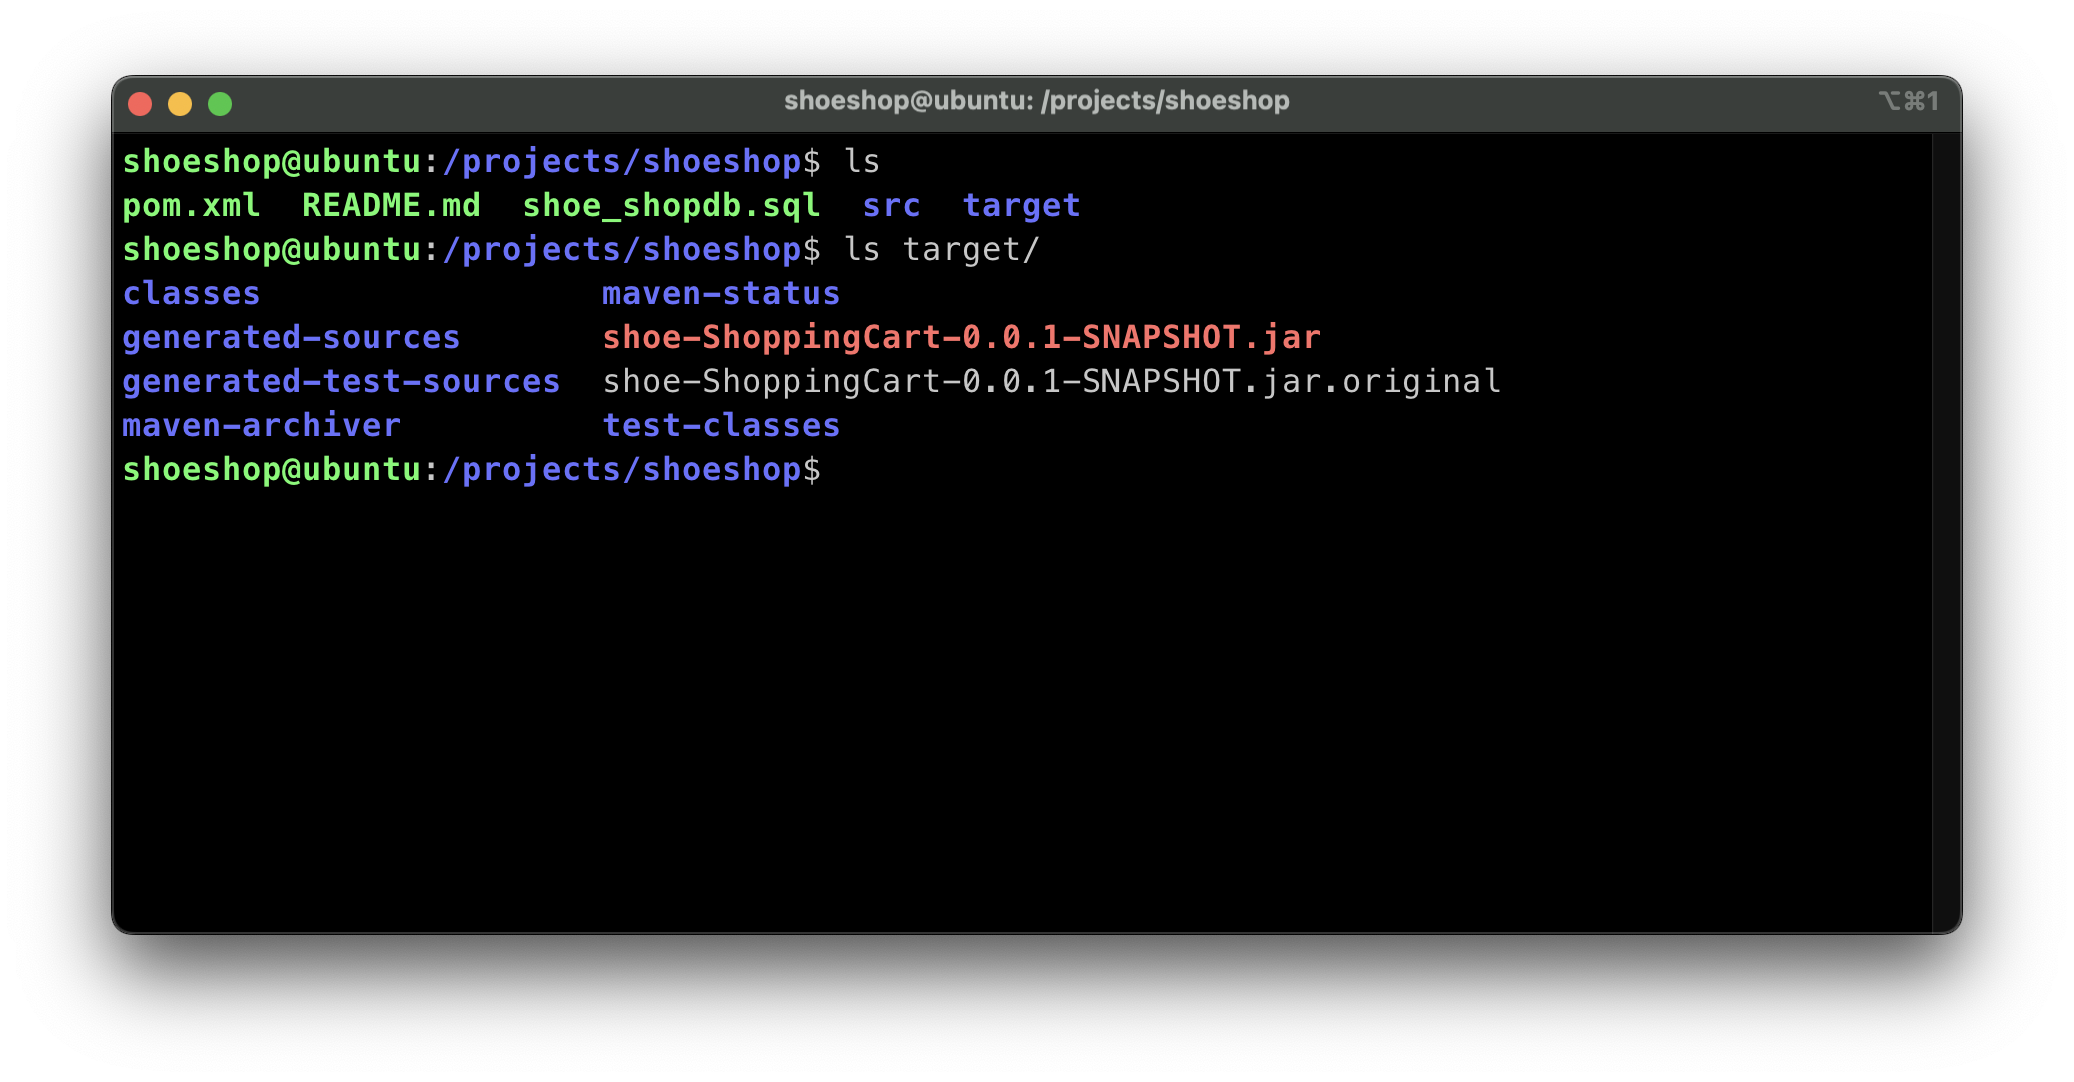 shoeshop@ubuntu: /projects/shoeshop ⌥⌘1
shoeshop@ubuntu:/projects/shoeshop$ ls
pom.xml  README.md  shoe_shopdb.sql  src  target
shoeshop@ubuntu:/projects/shoeshop$ ls target/
classes                 maven-status
generated-sources       shoe-ShoppingCart-0.0.1-SNAPSHOT.jar
generated-test-sources  shoe-ShoppingCart-0.0.1-SNAPSHOT.jar.original
maven-archiver          test-classes
shoeshop@ubuntu:/projects/shoeshop$